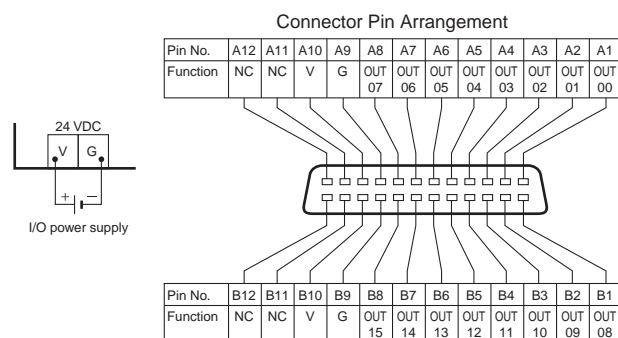 Connector Pin Arrangement
Pin No. A12 A11 A10 A9 A8 A7 A6 A5 A4 A3 A2 A1
Function NC NC V G OUT OUT OUT OUT OUT OUT OUT OUT
07 06 05 04 03 02 01 00
24 VDC
V G
+ −
I/O power supply
Pin No. B12 B11 B10 B9 B8 B7 B6 B5 B4 B3 B2 B1
Function NC NC V G OUT OUT OUT OUT OUT OUT OUT OUT
15 14 13 12 11 10 09 08